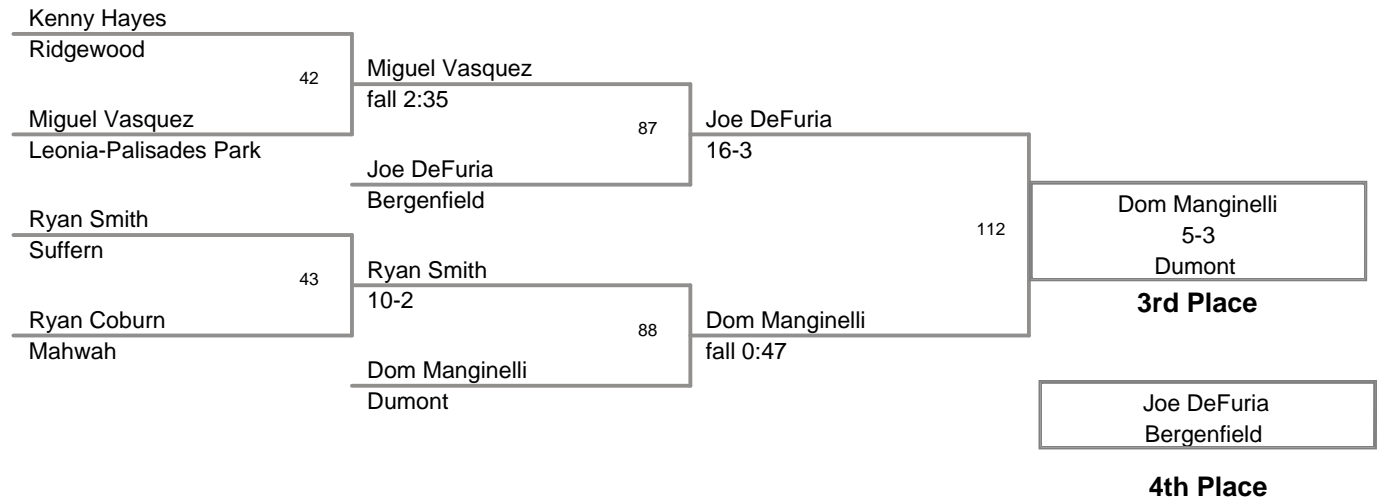 Kenny Hayes
Ridgewood
42
Miguel Vasquez
Leonia-Palisades Park
Ryan Smith
Suffern
43
Ryan Coburn
Mahwah
Miguel Vasquez
fall 2:35
87
Joe DeFuria
Bergenfield
Ryan Smith
10-2
88
Dom Manginelli
Dumont
Joe DeFuria
16-3
112
Dom Manginelli
fall 0:47
Dom Manginelli
5-3
Dumont
3rd Place
Joe DeFuria
Bergenfield
4th Place